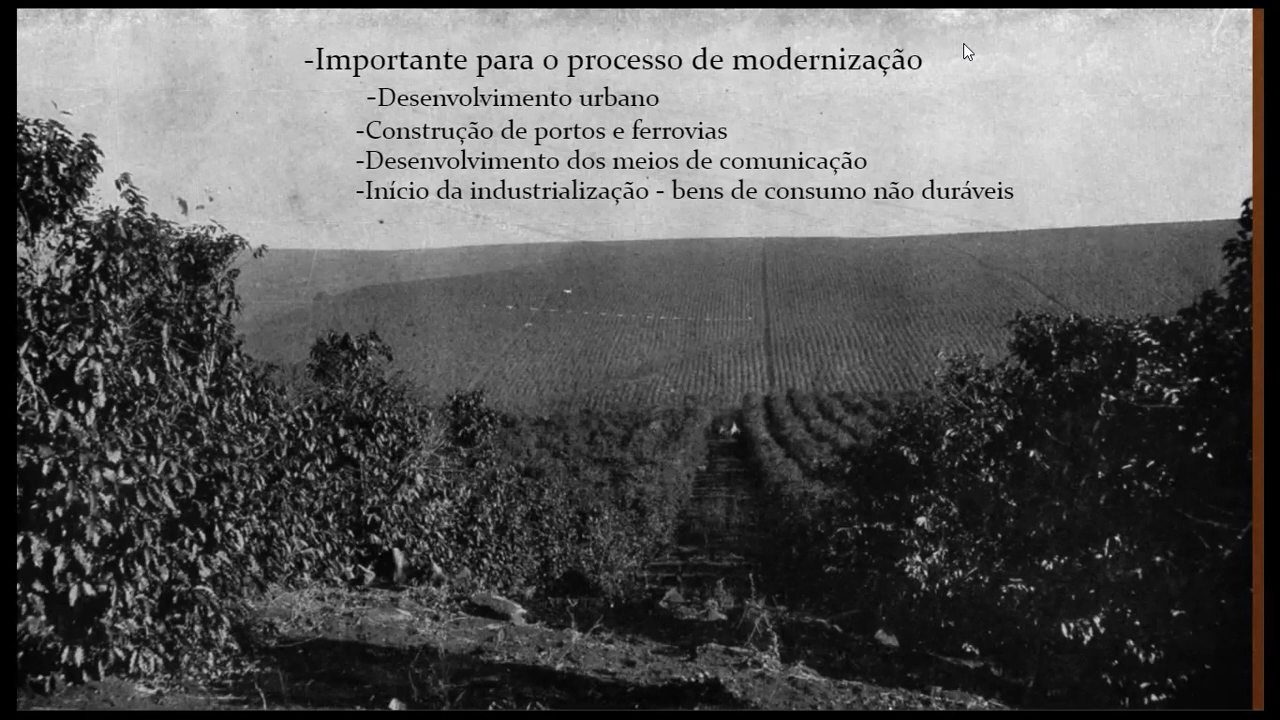 -Importante para o processo de modernização
-Desenvolvimento urbano
-Construção de portos e ferrovias
-Desenvolvimento dos meios de comunicação
-Início da industrialização - bens de consumo não duráveis